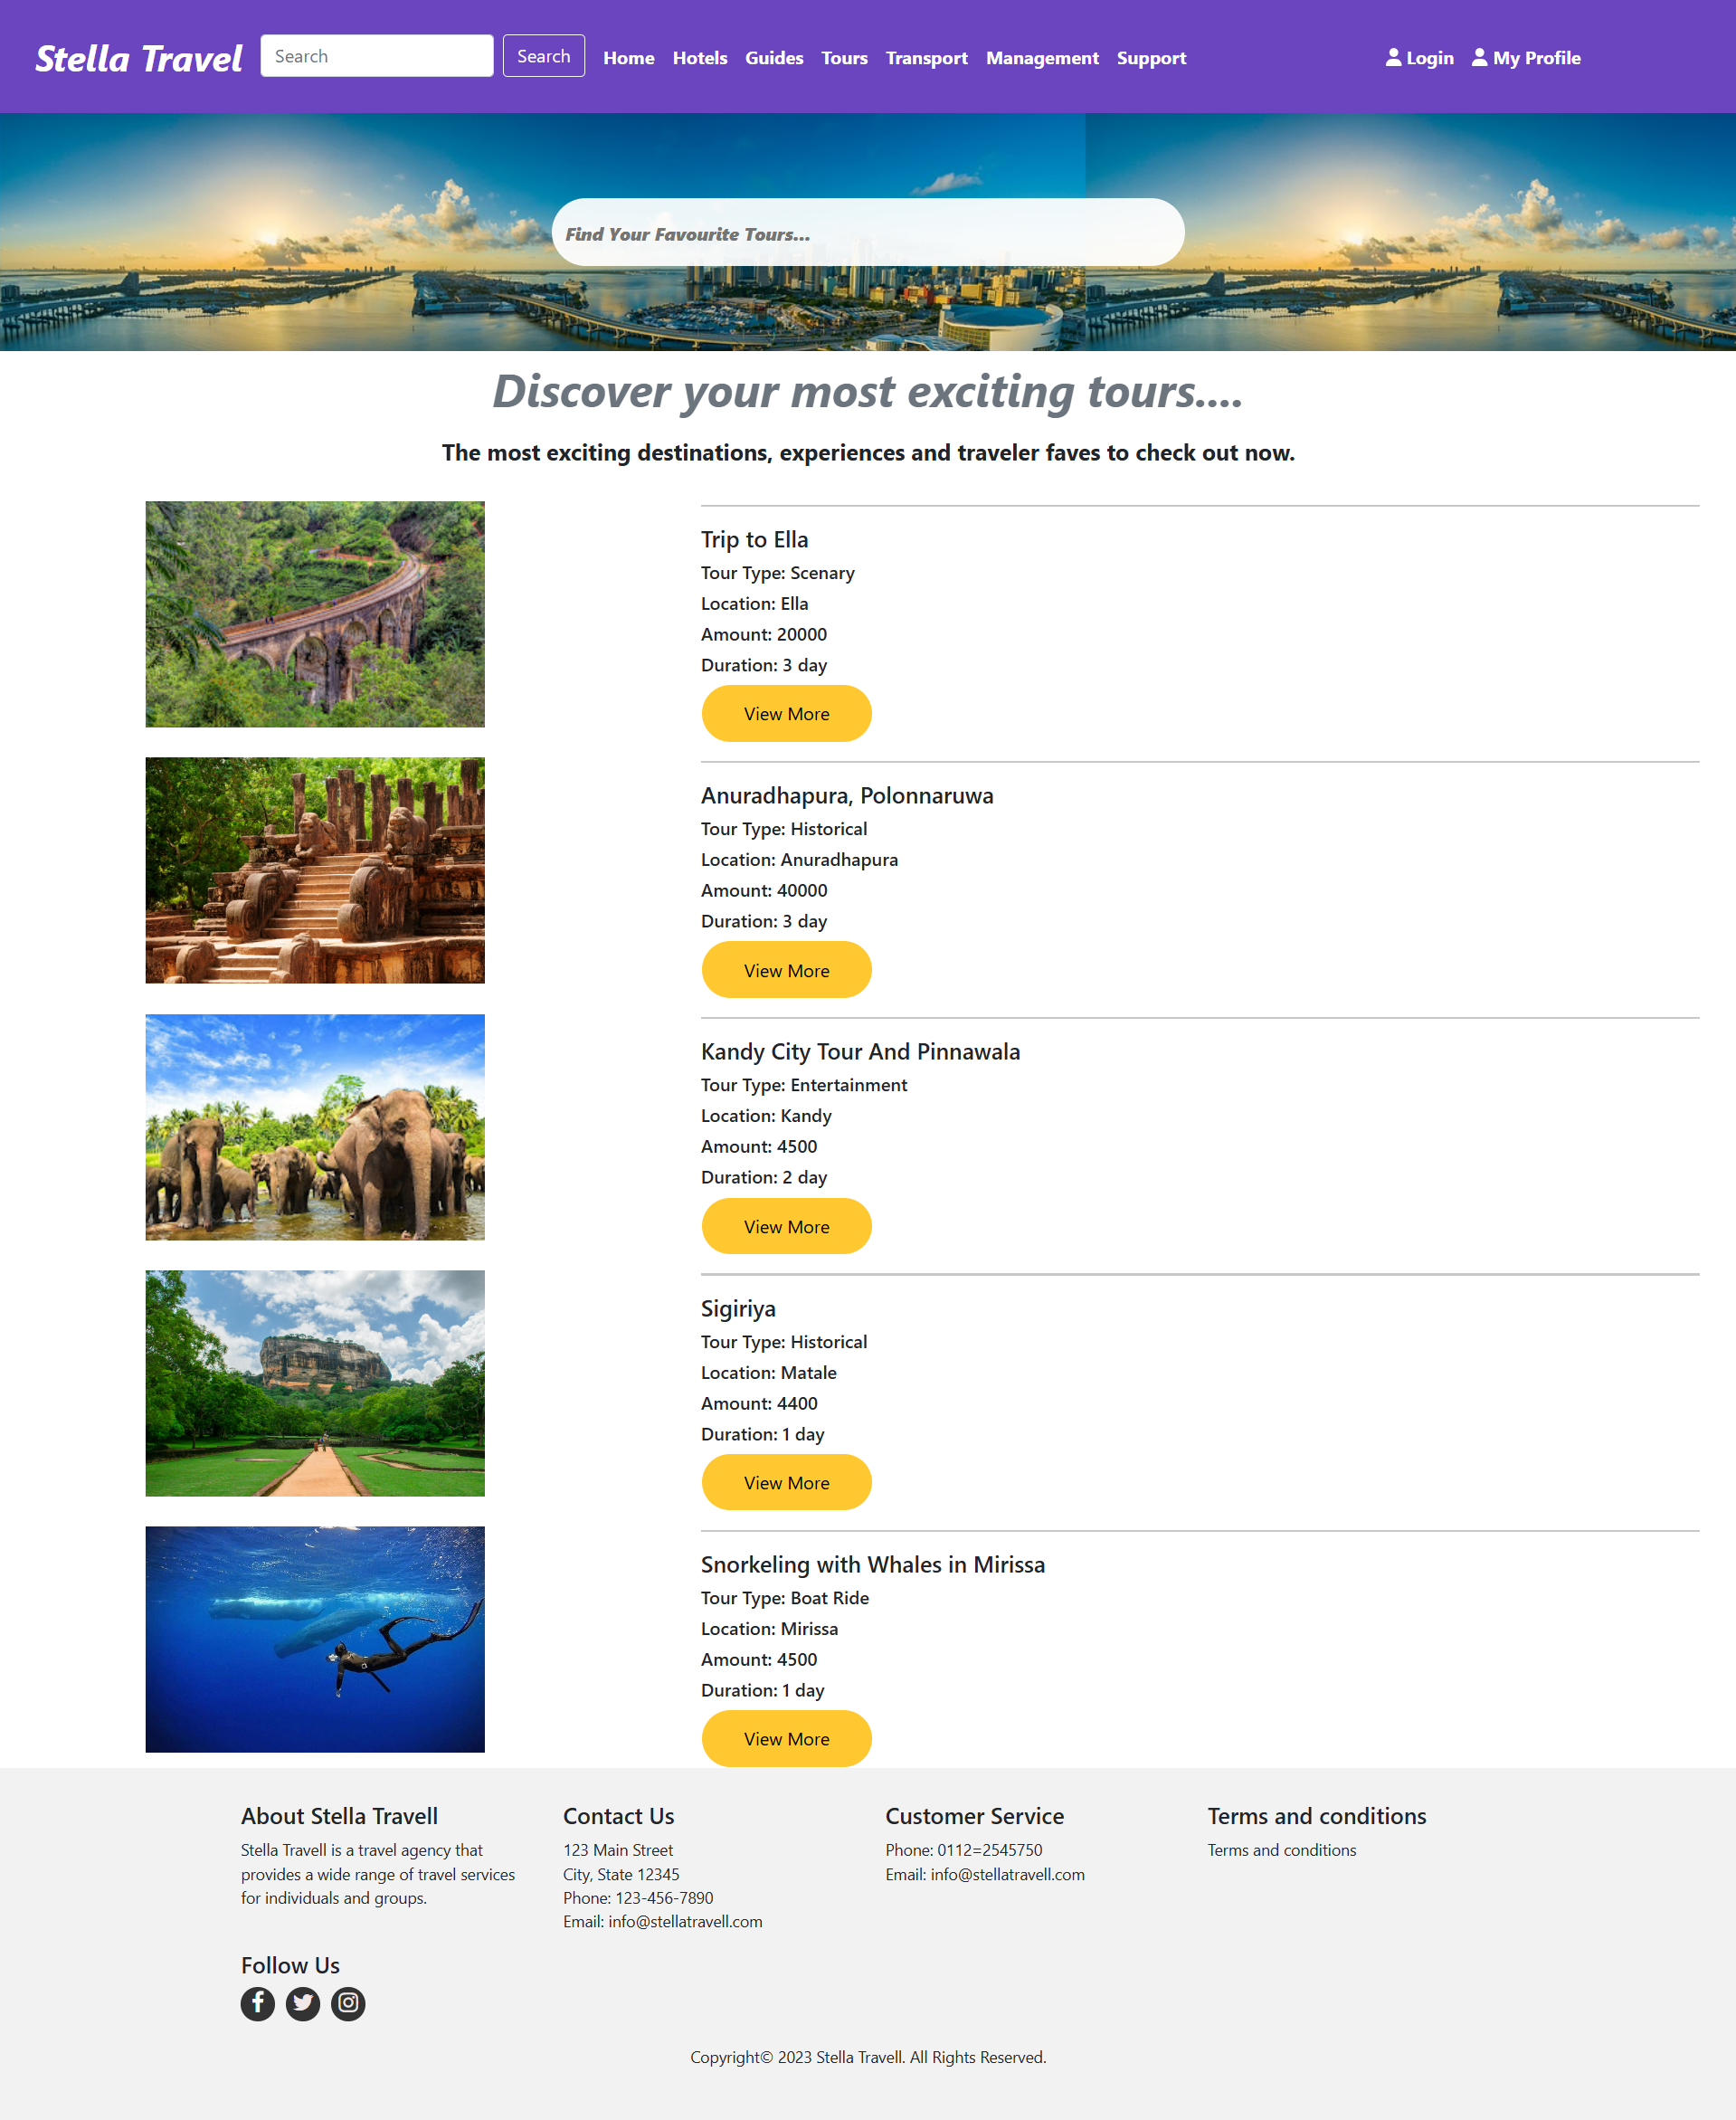 Stella Travel
Search
Search
Home
Hotels
Guides
Tours
Transport
Management
Support
Login
My Profile
Find Your Favourite Tours...
Discover your most exciting tours....
The most exciting destinations, experiences and traveler faves to check out now.
Trip to Ella
Tour Type: Scenary
Location: Ella
Amount: 20000
Duration: 3 day
View More
Anuradhapura, Polonnaruwa
Tour Type: Historical
Location: Anuradhapura
Amount: 40000
Duration: 3 day
View More
Kandy City Tour And Pinnawala
Tour Type: Entertainment
Location: Kandy
Amount: 4500
Duration: 2 day
View More
Sigiriya
Tour Type: Historical
Location: Matale
Amount: 4400
Duration: 1 day
View More
Snorkeling with Whales in Mirissa
Tour Type: Boat Ride
Location: Mirissa
Amount: 4500
Duration: 1 day
View More
About Stella Travell
Stella Travell is a travel agency that
provides a wide range of travel services
for individuals and groups.
Contact Us
123 Main Street
City, State 12345
Phone: 123-456-7890
Email: info@stellatravell.com
Customer Service
Phone: 0112=2545750
Email: info@stellatravell.com
Terms and conditions
Terms and conditions
Follow Us
Copyright© 2023 Stella Travell. All Rights Reserved.